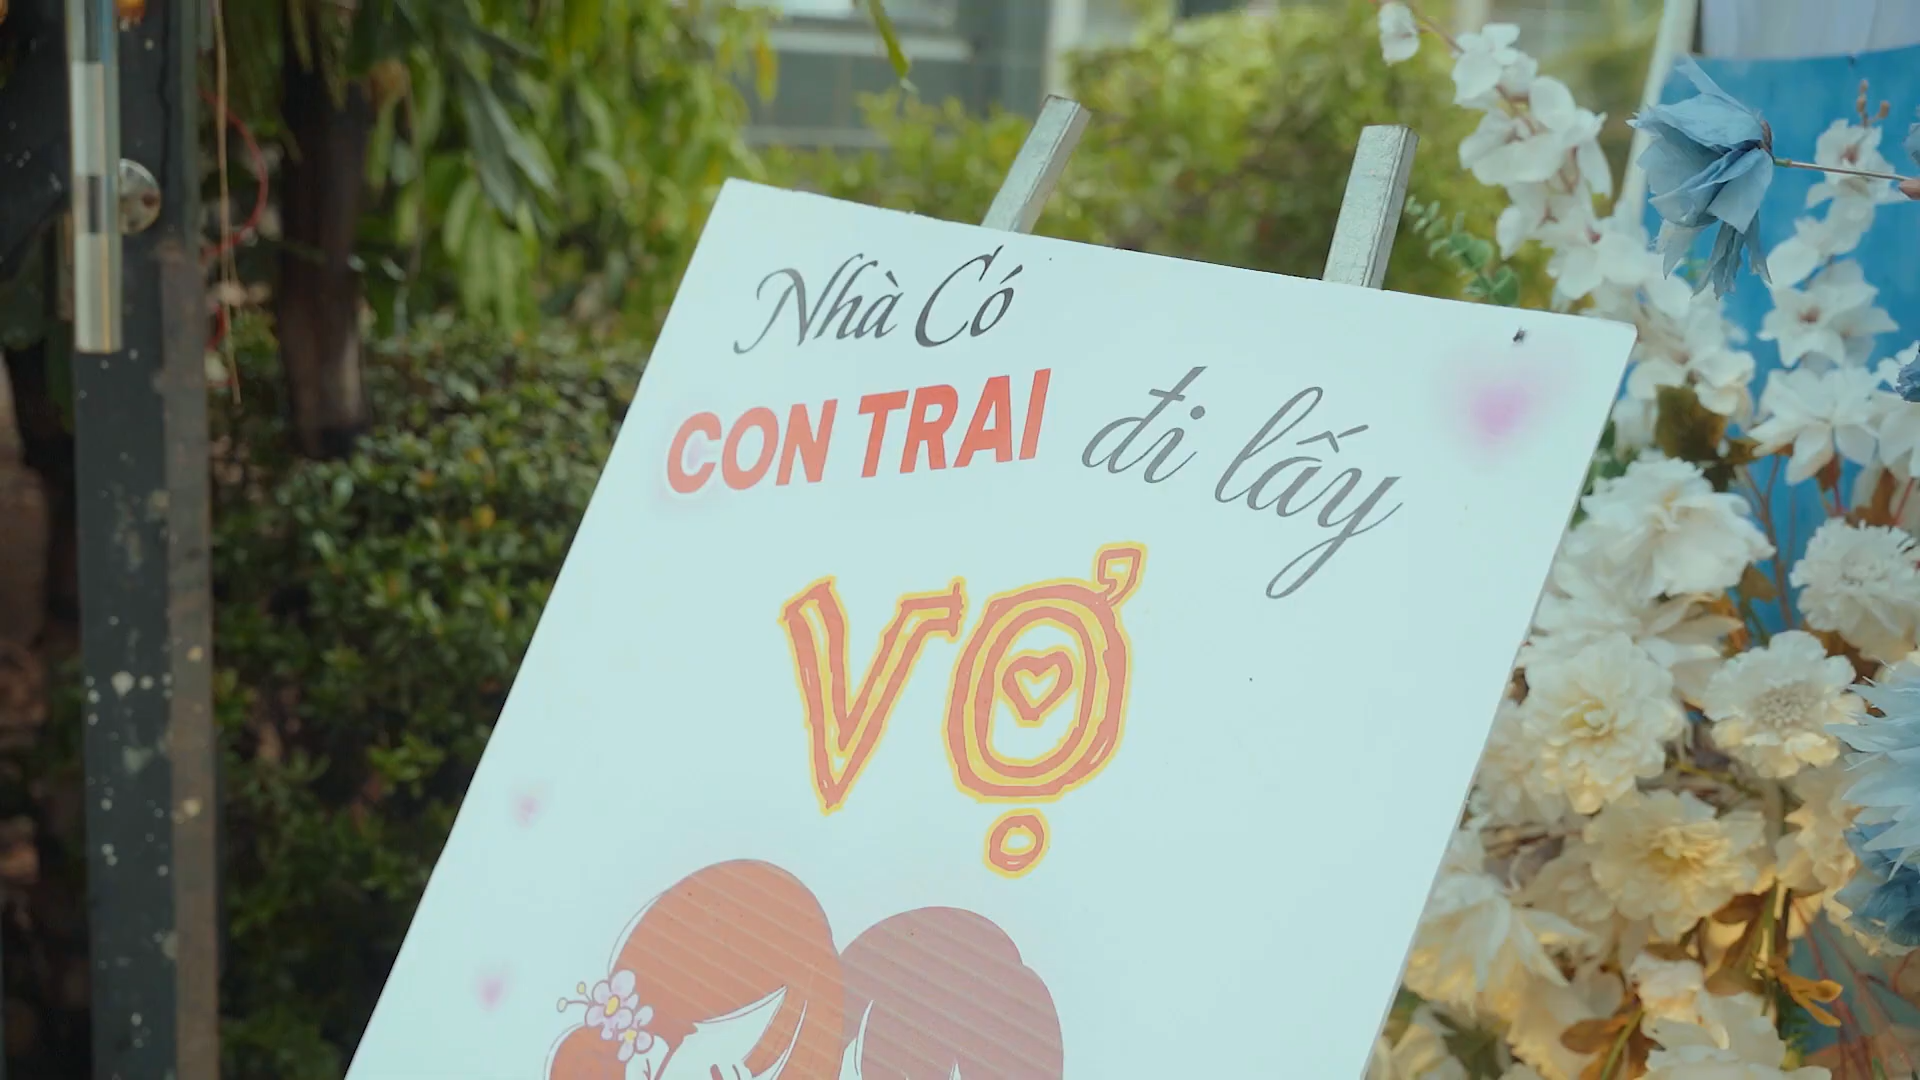 Nhà Có
CON TRAI đi lấy
VỢ